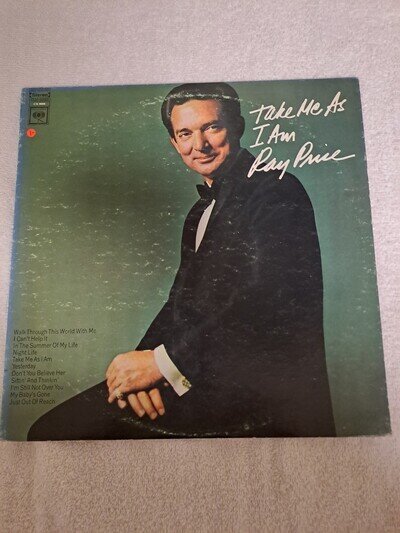 Stereo
Take Me As
I Am
Ray Price
Walk Through This World With Me
I Can't Help It
In The Summer Of My Life
Night Life
Take Me As I Am
Yesterday
Don't You Believe Her
Sittin' And Thinkin'
I'm Still Not Over You
My Baby's Gone
Just Out Of Reach